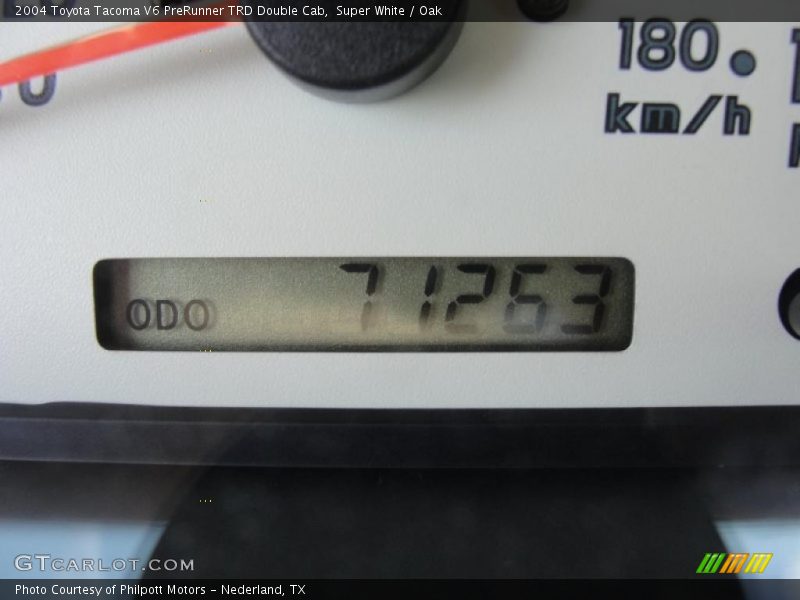 2004 Toyota Tacoma V6 PreRunner TRD Double Cab, Super White / Oak
180
km/h
ODO 71263
GTCARLOT.COM
Photo Courtesy of Philpott Motors - Nederland, TX